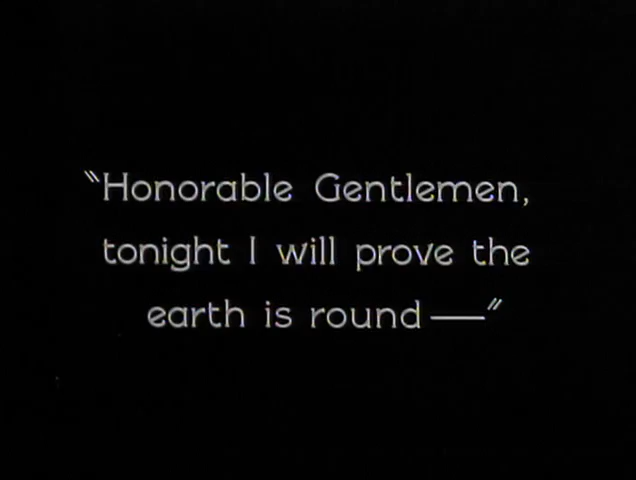 "Honorable Gentlemen,
tonight I will prove the
earth is round —"